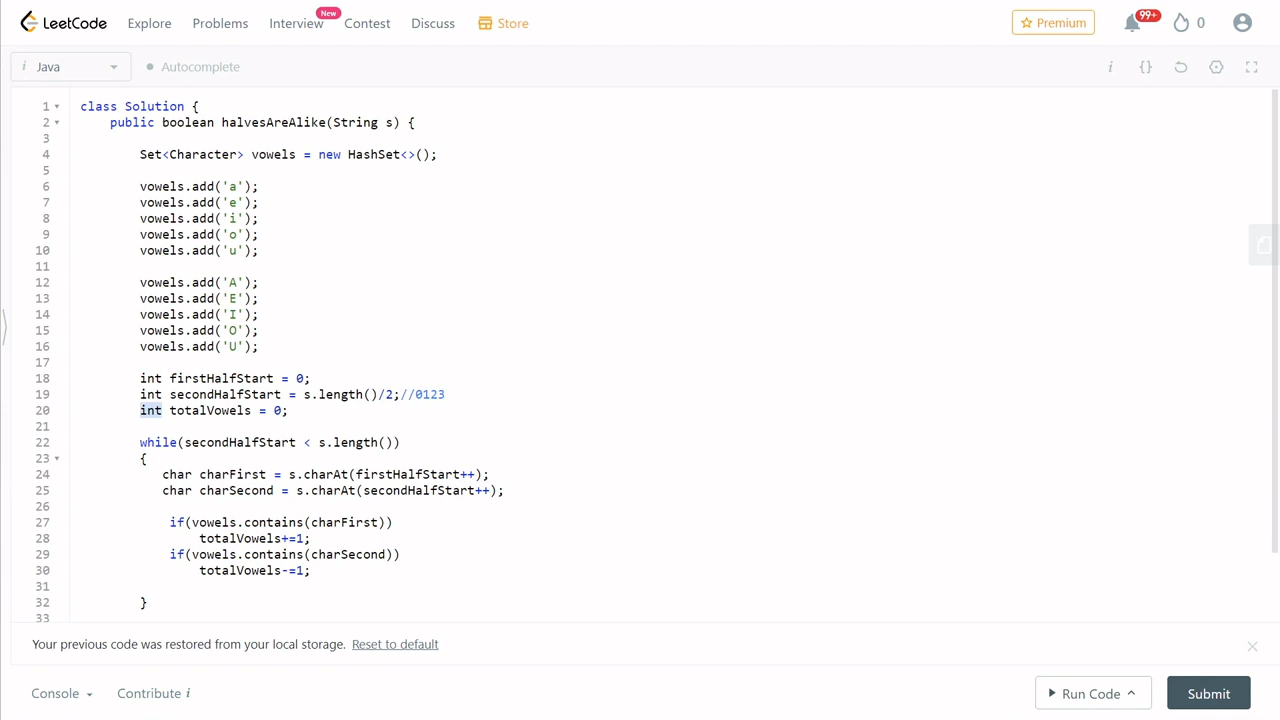 LeetCode Explore Problems Interview New Contest Discuss Store Premium 99+ 0
i Java Autocomplete i {}
1 class Solution {
2 public boolean halvesAreAlike(String s) {
3
4 Set<Character> vowels = new HashSet<>();
5
6 vowels.add('a');
7 vowels.add('e');
8 vowels.add('i');
9 vowels.add('o');
10 vowels.add('u');
11
12 vowels.add('A');
13 vowels.add('E');
14 vowels.add('I');
15 vowels.add('O');
16 vowels.add('U');
17
18 int firstHalfStart = 0;
19 int secondHalfStart = s.length()/2;//0123
20 int totalVowels = 0;
21
22 while(secondHalfStart < s.length())
23 {
24 char charFirst = s.charAt(firstHalfStart++);
25 char charSecond = s.charAt(secondHalfStart++);
26
27 if(vowels.contains(charFirst))
28 totalVowels+=1;
29 if(vowels.contains(charSecond))
30 totalVowels-=1;
31
32 }
33
Your previous code was restored from your local storage. Reset to default
Console Contribute i Run Code Submit